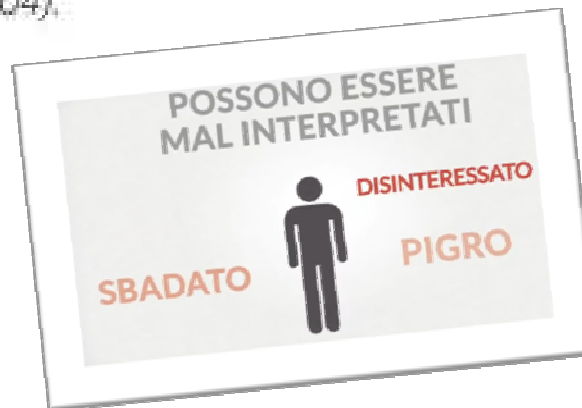 POSSONO ESSERE
MAL INTERPRETATI
DISINTERESSATO
SBADATO
PIGRO